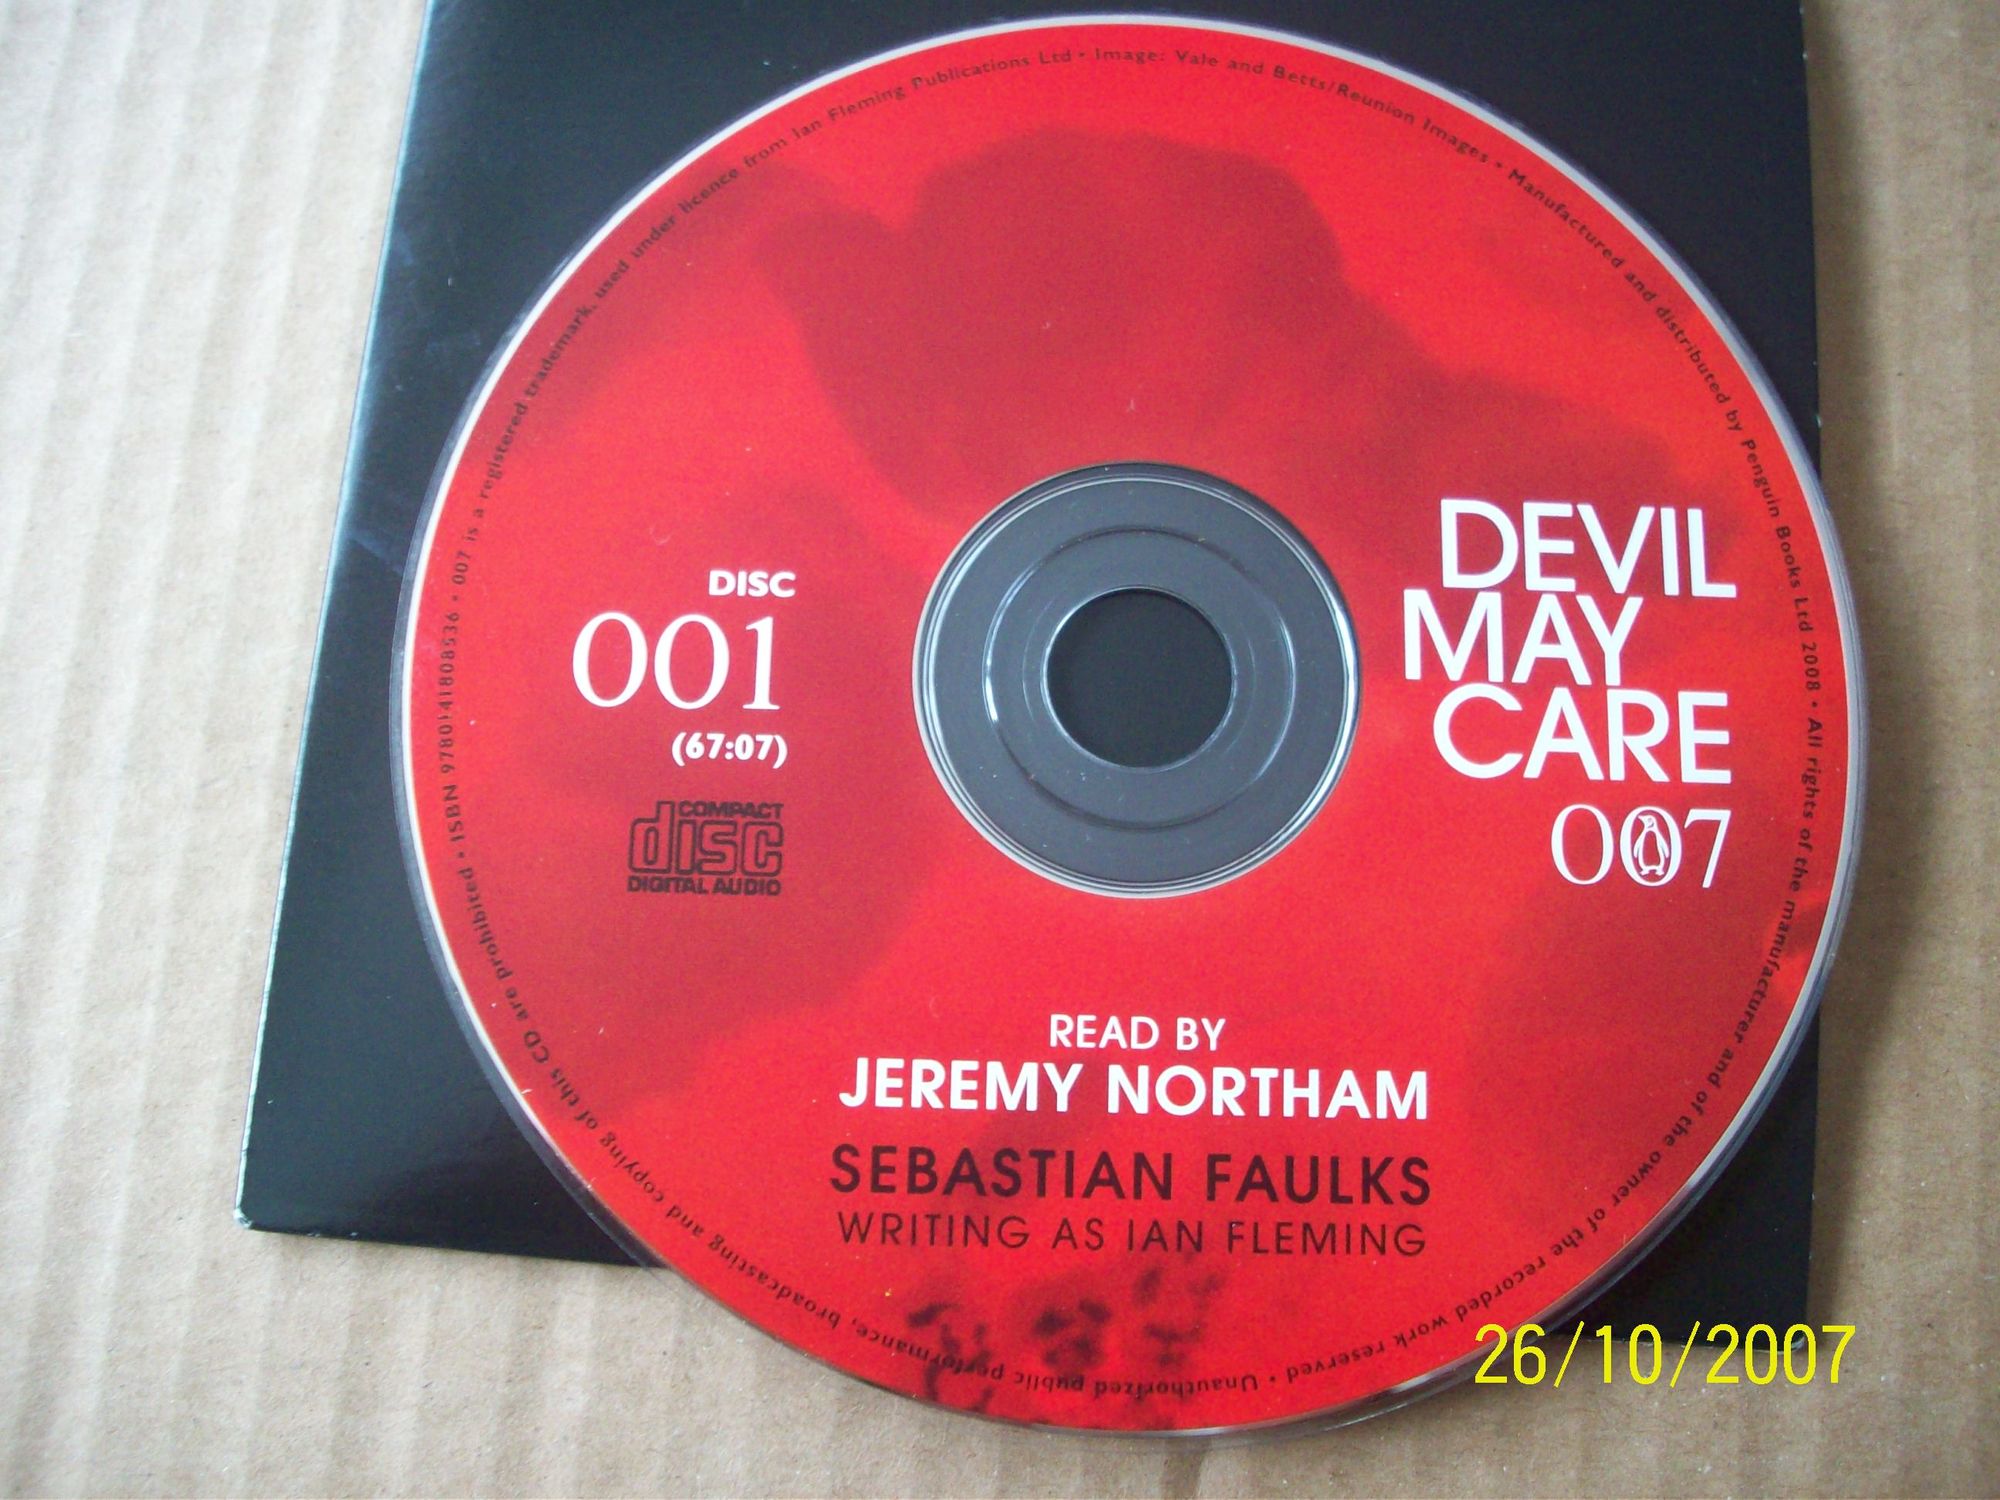 DISC
001
(67:07)
COMPACT
disc
DIGITAL AUDIO
DEVIL
MAY
CARE
007
READ BY
JEREMY NORTHAM
SEBASTIAN FAULKS
WRITING AS IAN FLEMING
ISBN 9780141808536 • 007 is a registered trademark, used under licence from Ian Fleming Publications Ltd • Image: Vale and Betts/Reunion Images • Manufactured and distributed by Penguin Books Ltd 2008 • All rights of the manufacturer and of the owner of the recorded work reserved • Unauthorized public performance, broadcasting and copying of this CD are prohibited •
26/10/2007